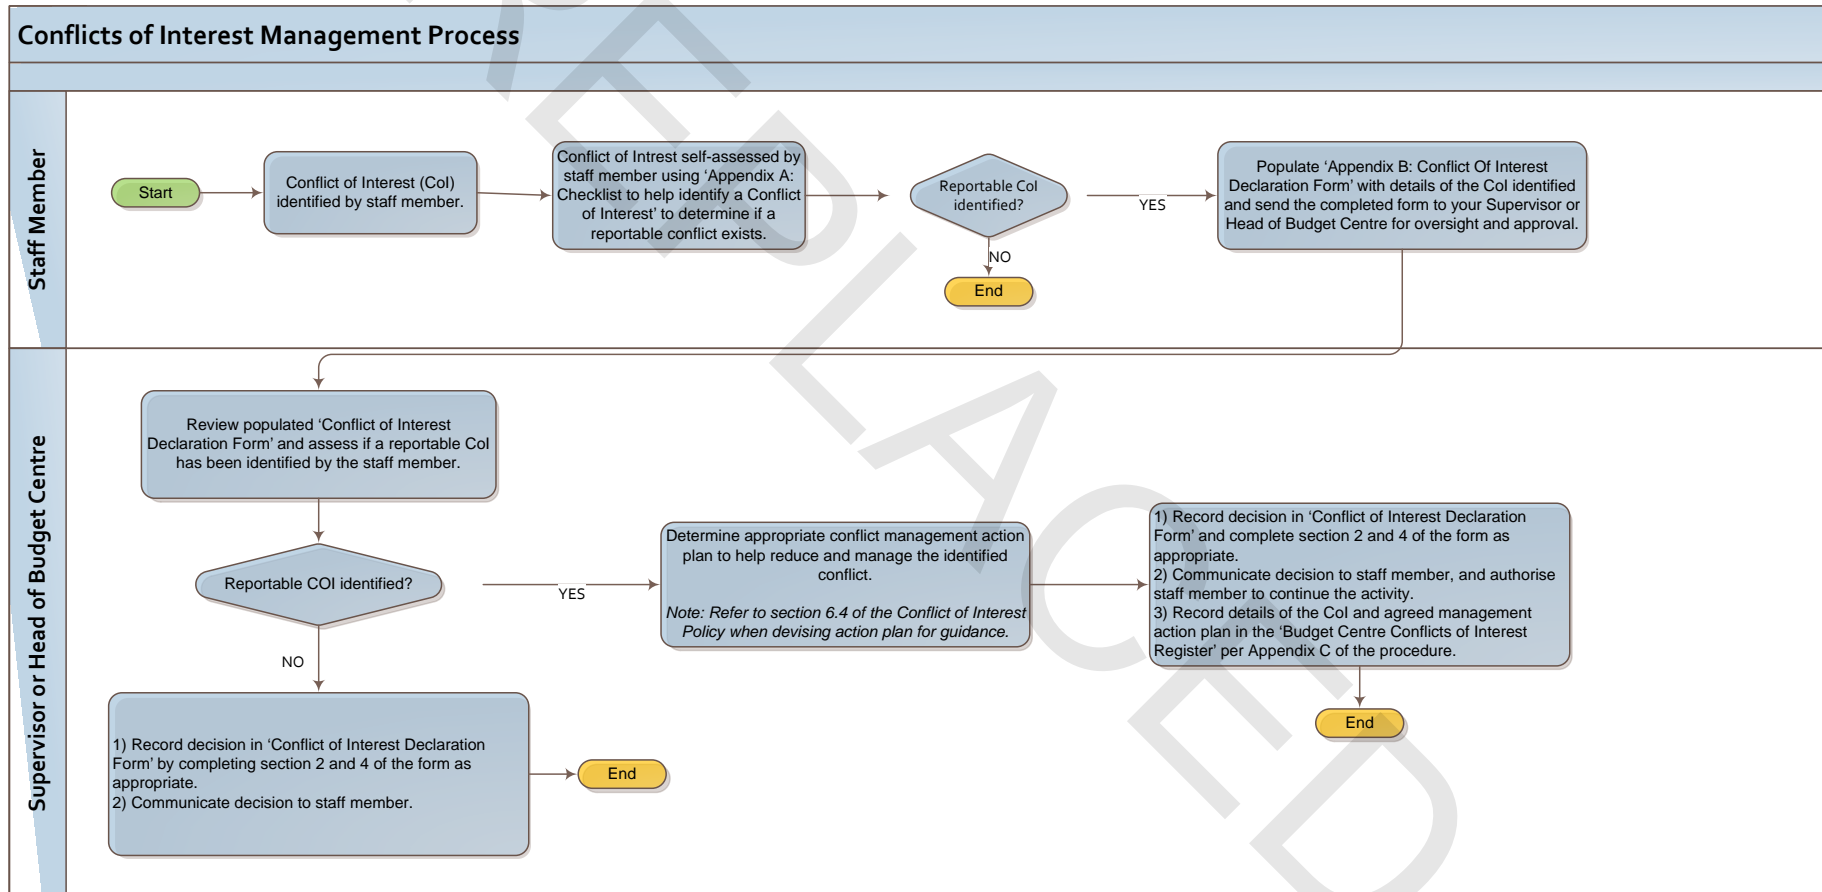 Conflicts of Interest Management Process
Staff Member
Start
Conflict of Interest (CoI)
identified by staff member.
Conflict of Intrest self-assessed by
staff member using ‘Appendix A:
Checklist to help identify a Conflict
of Interest’ to determine if a
reportable conflict exists.
Reportable CoI
identified?
YES
NO
End
Populate ‘Appendix B: Conflict Of Interest
Declaration Form’ with details of the CoI identified
and send the completed form to your Supervisor or
Head of Budget Centre for oversight and approval.
Supervisor or Head of Budget Centre
Review populated ‘Conflict of Interest
Declaration Form’ and assess if a reportable CoI
has been identified by the staff member.
Reportable COI identified?
YES
NO
Determine appropriate conflict management action
plan to help reduce and manage the identified
conflict.
Note: Refer to section 6.4 of the Conflict of Interest
Policy when devising action plan for guidance.
1) Record decision in ‘Conflict of Interest Declaration
Form’ and complete section 2 and 4 of the form as
appropriate.
2) Communicate decision to staff member, and authorise
staff member to continue the activity.
3) Record details of the CoI and agreed management
action plan in the ‘Budget Centre Conflicts of Interest
Register’ per Appendix C of the procedure.
End
1) Record decision in ‘Conflict of Interest Declaration
Form’ by completing section 2 and 4 of the form as
appropriate.
2) Communicate decision to staff member.
End
REPLACED